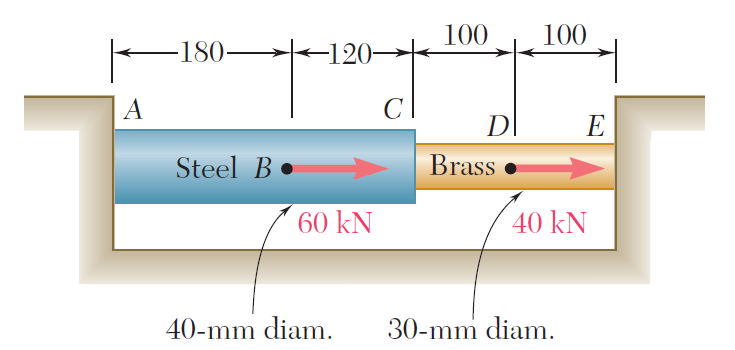 180 120 100 100
A C D E
Steel B Brass
60 kN 40 kN
40-mm diam. 30-mm diam.